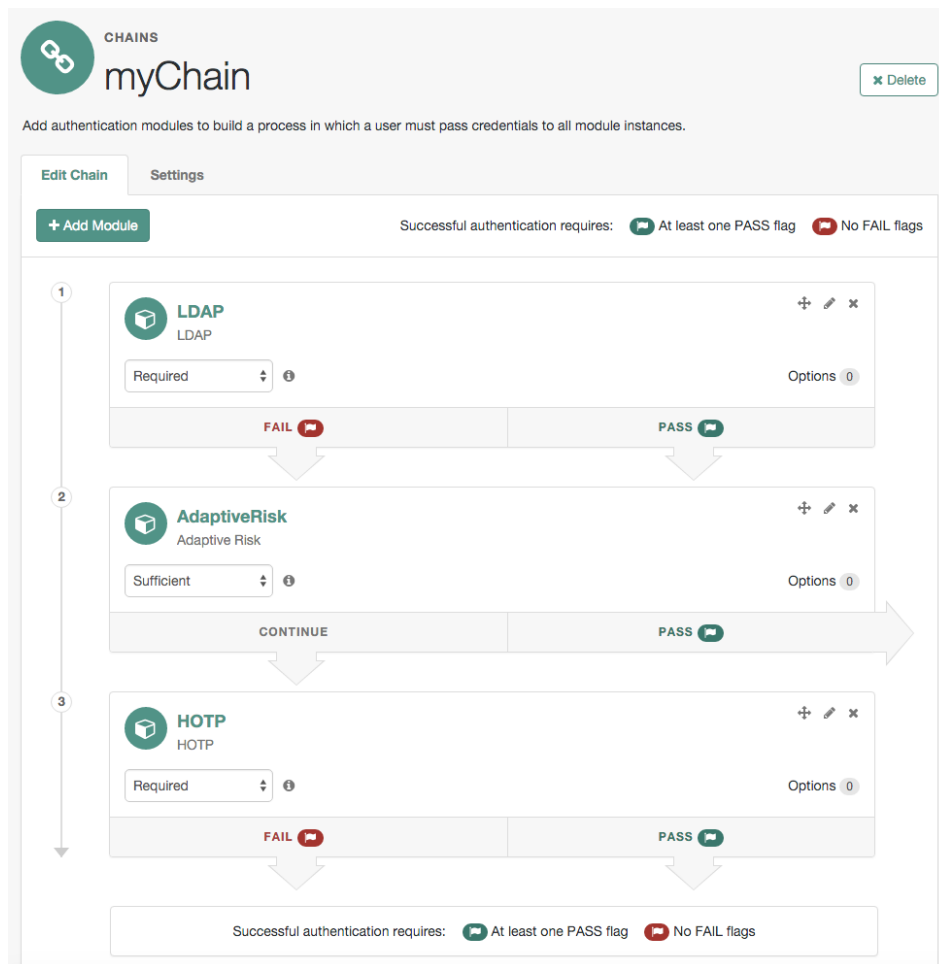 CHAINS
myChain
Delete
Add authentication modules to build a process in which a user must pass credentials to all module instances.
Edit Chain Settings
+ Add Module Successful authentication requires: At least one PASS flag No FAIL flags
1
LDAP
LDAP
Required Options 0
FAIL PASS
2
AdaptiveRisk
Adaptive Risk
Sufficient Options 0
CONTINUE PASS
3
HOTP
HOTP
Required Options 0
FAIL PASS
Successful authentication requires: At least one PASS flag No FAIL flags